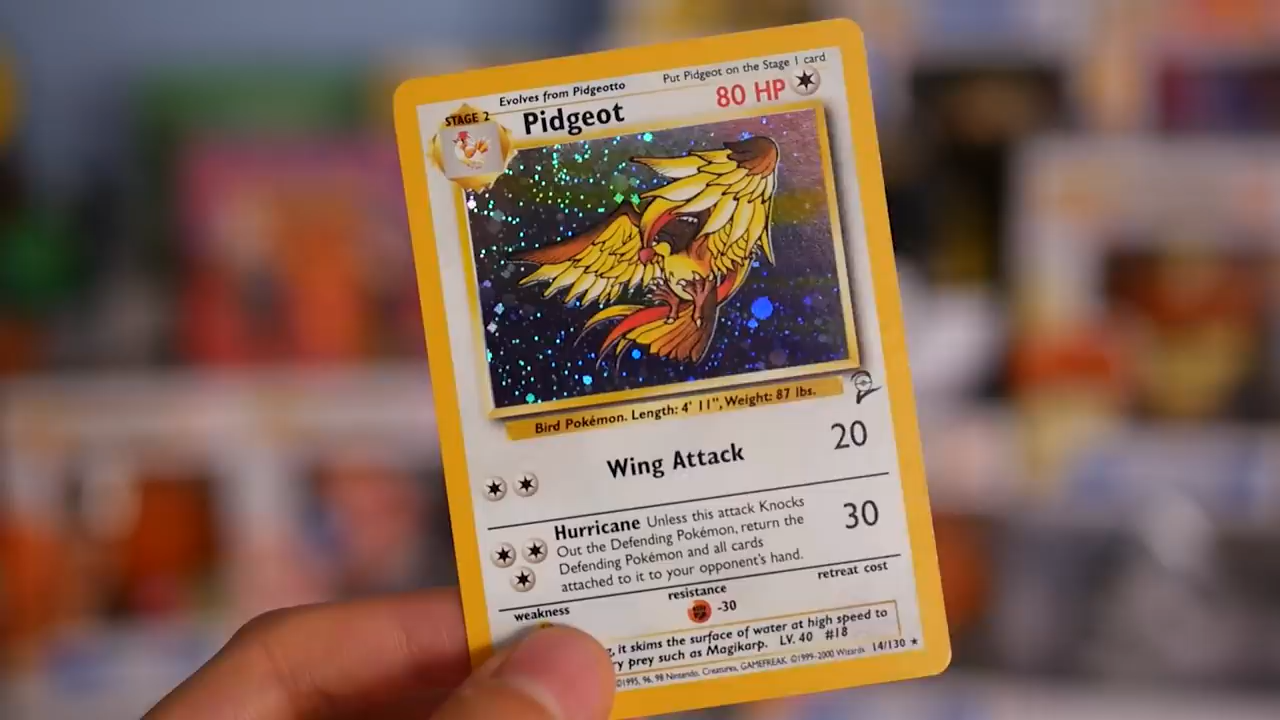 Evolves from Pidgeotto
Put Pidgeot on the Stage 1 card
STAGE 2
Pidgeot
80 HP
Bird Pokémon. Length: 4' 11", Weight: 87 lbs.
Wing Attack
20
Hurricane Unless this attack Knocks
Out the Defending Pokémon, return the
Defending Pokémon and all cards
attached to it to your opponent's hand.
30
weakness
resistance
retreat cost
-30
, it skims the surface of water at high speed to
prey such as Magikarp. LV. 40 #18
©1995, 96, 98 Nintendo, Creatures, GAMEFREAK. ©1999-2000 Wizards. 14/130 ★